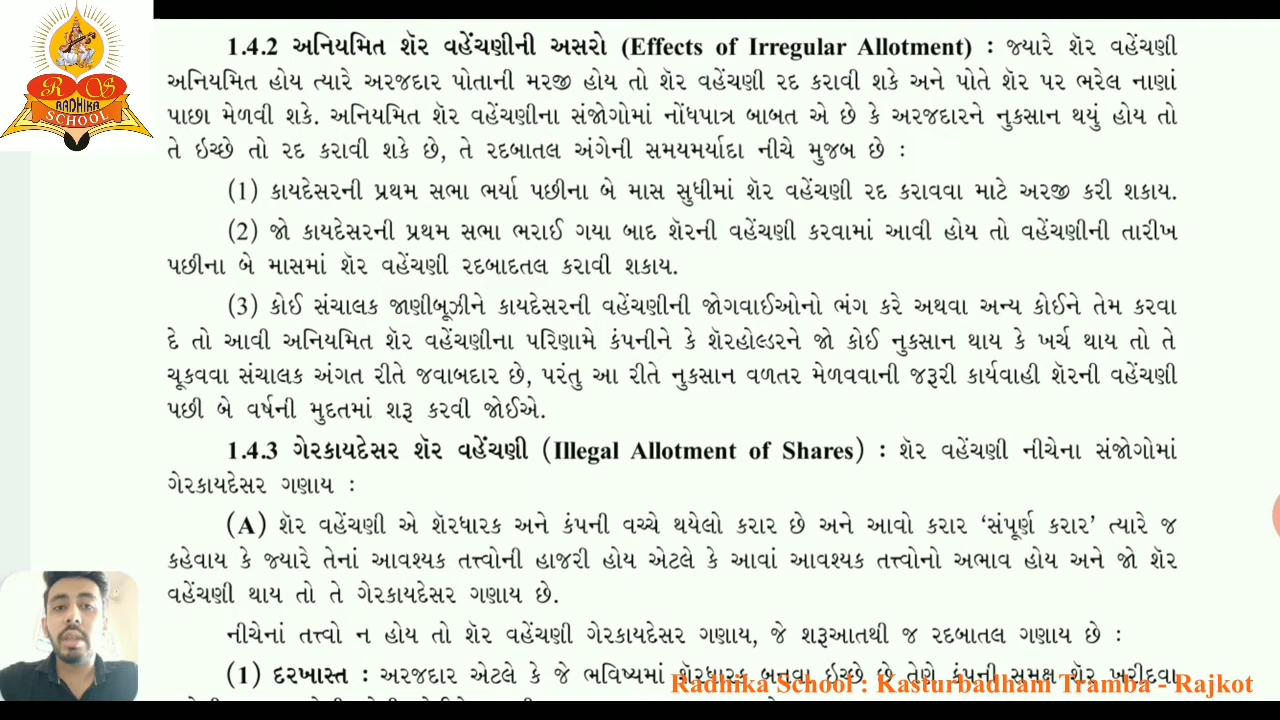 R S
RADHIKA
SCHOOL
1.4.2 અનિયમિત શૅર વહેંચણીની અસરો (Effects of Irregular Allotment) : જ્યારે શૅર વહેંચણી
અનિયમિત હોય ત્યારે અરજદાર પોતાની મરજી હોય તો શૅર વહેંચણી રદ કરાવી શકે અને પોતે શૅર પર ભરેલ નાણાં
પાછા મેળવી શકે. અનિયમિત શૅર વહેંચણીના સંજોગોમાં નોંધપાત્ર બાબત એ છે કે અરજદારને નુકસાન થયું હોય તો
તે ઇચ્છે તો રદ કરાવી શકે છે, તે રદબાતલ અંગેની સમયમર્યાદા નીચે મુજબ છે :
(1) કાયદેસરની પ્રથમ સભા ભર્યા પછીના બે માસ સુધીમાં શૅર વહેંચણી રદ કરાવવા માટે અરજી કરી શકાય.
(2) જો કાયદેસરની પ્રથમ સભા ભરાઈ ગયા બાદ શૅરની વહેંચણી કરવામાં આવી હોય તો વહેંચણીની તારીખ
પછીના બે માસમાં શૅર વહેંચણી રદબાદતલ કરાવી શકાય.
(3) કોઈ સંચાલક જાણીબૂઝીને કાયદેસરની વહેંચણીની જોગવાઈઓનો ભંગ કરે અથવા અન્ય કોઈને તેમ કરવા
દે તો આવી અનિયમિત શૅર વહેંચણીના પરિણામે કંપનીને કે શૅરહોલ્ડરને જો કોઈ નુકસાન થાય કે ખર્ચ થાય તો તે
ચૂકવવા સંચાલક અંગત રીતે જવાબદાર છે, પરંતુ આ રીતે નુકસાન વળતર મેળવવાની જરૂરી કાર્યવાહી શૅરની વહેંચણી
પછી બે વર્ષની મુદતમાં શરૂ કરવી જોઈએ.
1.4.3 ગેરકાયદેસર શૅર વહેંચણી (Illegal Allotment of Shares) : શૅર વહેંચણી નીચેના સંજોગોમાં
ગેરકાયદેસર ગણાય :
(A) શૅર વહેંચણી એ શૅરધારક અને કંપની વચ્ચે થયેલો કરાર છે અને આવો કરાર ‘સંપૂર્ણ કરાર’ ત્યારે જ
કહેવાય કે જ્યારે તેનાં આવશ્યક તત્ત્વોની હાજરી હોય એટલે કે આવાં આવશ્યક તત્ત્વોનો અભાવ હોય અને જો શૅર
વહેંચણી થાય તો તે ગેરકાયદેસર ગણાય છે.
નીચેનાં તત્ત્વો ન હોય તો શૅર વહેંચણી ગેરકાયદેસર ગણાય, જે શરૂઆતથી જ રદબાતલ ગણાય છે :
(1) દરખાસ્ત : અરજદાર એટલે કે જે ભવિષ્યમાં શૅરધારક બનવા ઇચ્છે છે તેણે કંપની સમક્ષ શૅર ખરીદવા
Radhika School : Kasturbadham Tramba - Rajkot